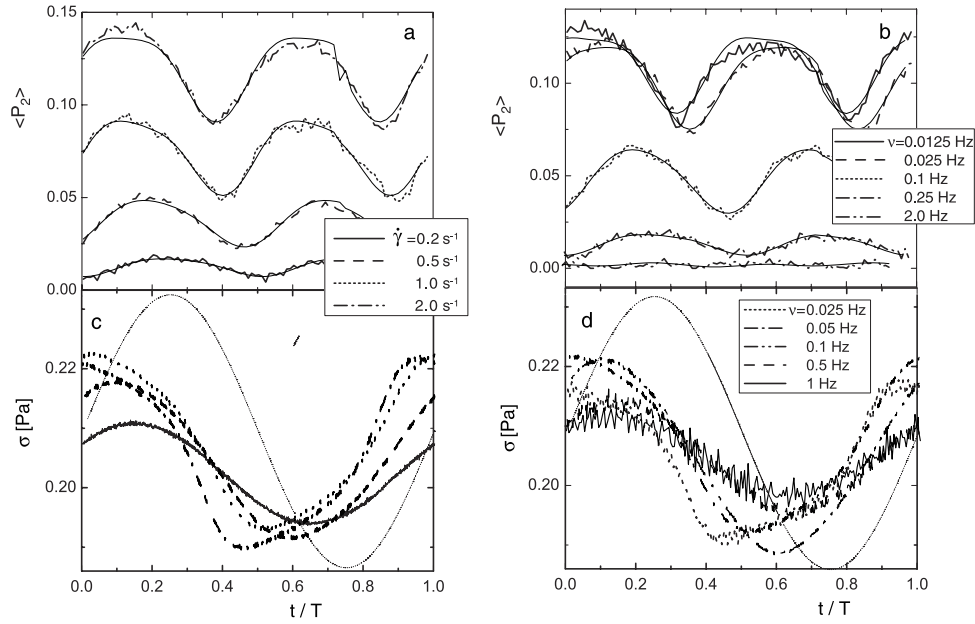 a
0.15
0.10
0.05
0.00
<P₂>
γ̇ =0.2 s⁻¹
0.5 s⁻¹
1.0 s⁻¹
2.0 s⁻¹
b
0.10
0.05
0.00
<P₂>
ν=0.0125 Hz
0.025 Hz
0.1 Hz
0.25 Hz
2.0 Hz
c
0.22
0.20
σ [Pa]
0.0 0.2 0.4 0.6 0.8 1.0
t / T
d
0.22
0.20
σ [Pa]
ν=0.025 Hz
0.05 Hz
0.1 Hz
0.5 Hz
1 Hz
0.0 0.2 0.4 0.6 0.8 1.0
t / T